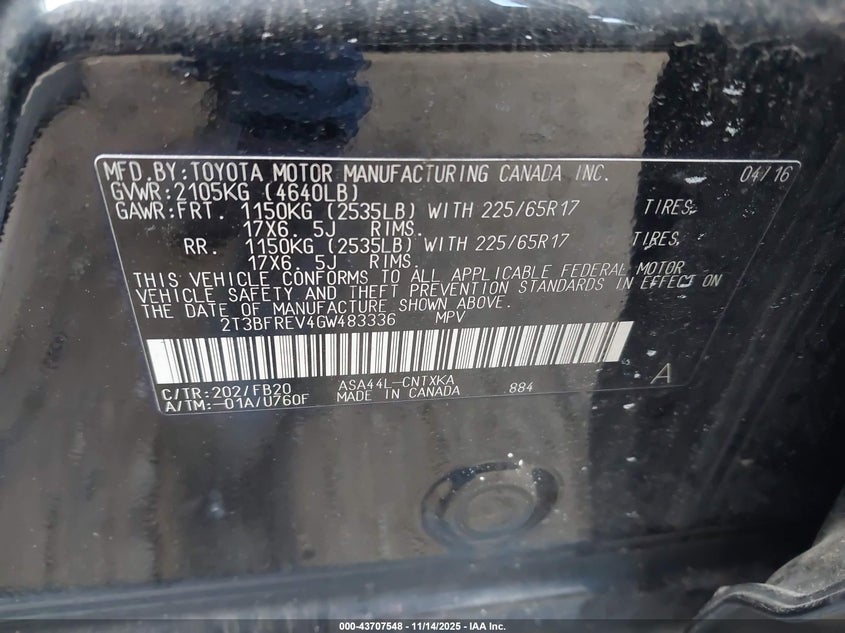 MFD.BY:TOYOTA MOTOR MANUFACTURING CANADA INC. 04/16
GVWR:2105KG (4640LB)
GAWR:FRT. 1150KG (2535LB) WITH 225/65R17 TIRES,
17X6. 5J RIMS.
RR. 1150KG (2535LB) WITH 225/65R17 TIRES,
17X6. 5J RIMS.
THIS VEHICLE CONFORMS TO ALL APPLICABLE FEDERAL MOTOR
VEHICLE SAFETY AND THEFT PREVENTION STANDARDS IN EFFECT ON
THE DATE OF MANUFACTURE SHOWN ABOVE.
2T3BFREV4GW483336 MPV
C/TR:202/FB20 ASA44L-CNTXKA 884 A
A/TM:-01A/U760F MADE IN CANADA
000-43707548 - 11/14/2025 - IAA Inc.